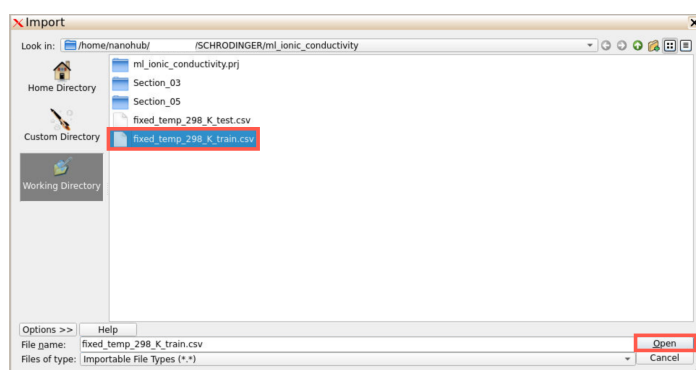 Import
Look in: /home/nanohub/ /SCHRODINGER/ml_ionic_conductivity
Home Directory
Custom Directory
Working Directory
ml_ionic_conductivity.prj
Section_03
Section_05
fixed_temp_298_K_test.csv
fixed_temp_298_K_train.csv
Options >> Help
File name: fixed_temp_298_K_train.csv Open
Files of type: Importable File Types (*.*) Cancel